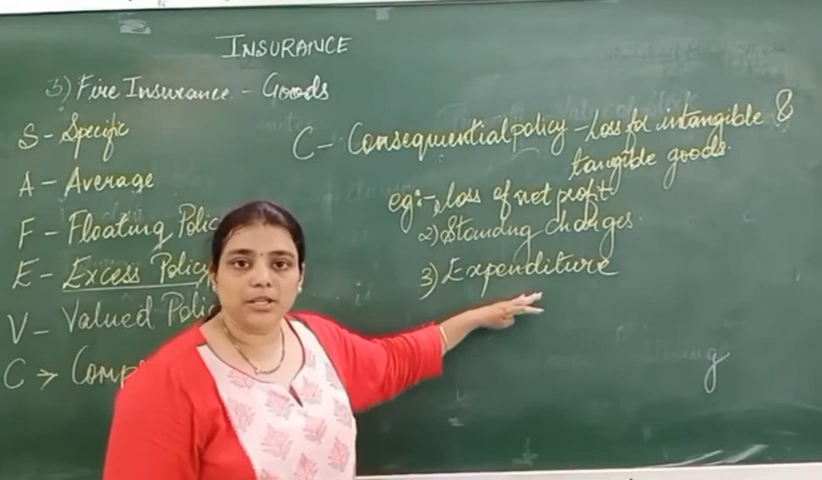 INSURANCE
3) Fire Insurance - Goods
S - Specific
A - Average
F - Floating Polic
E - Excess Policy
V - Valued Polic
C → Comp
C - Consequential policy - loss for intangible &
tangible goods.
eg:- loss of net profit
2) Standing charges
3) Expenditure
g